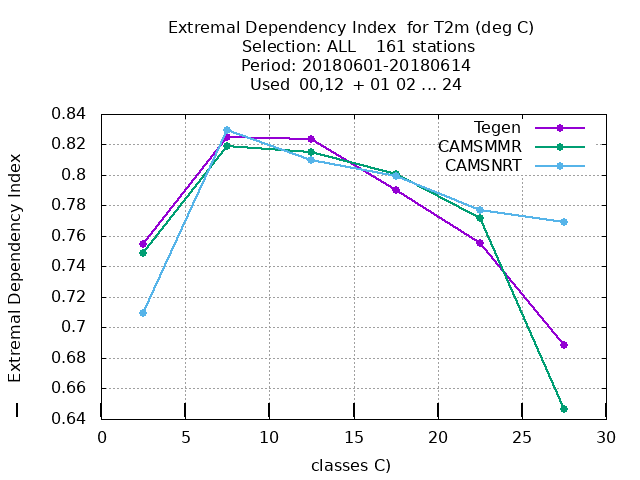 Extremal Dependency Index  for T2m (deg C)
Selection: ALL    161 stations
Period: 20180601-20180614
Used  00,12  + 01 02 ... 24
0.84
0.82
0.8
0.78
0.76
0.74
0.72
0.7
0.68
0.66
0.64
Extremal Dependency Index
Tegen
CAMSMMR
CAMSNRT
0 5 10 15 20 25 30
classes C)